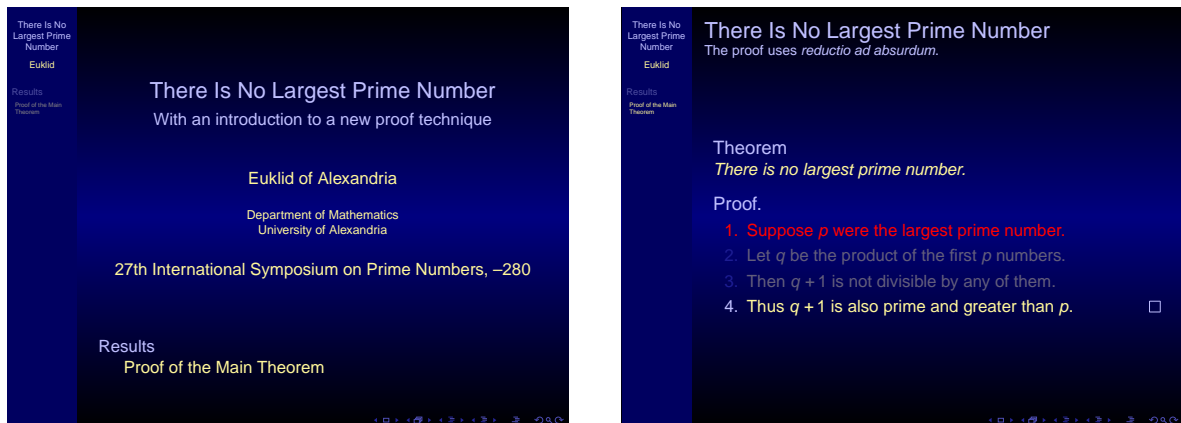 There Is No
Largest Prime
Number
Euklid
Results
Proof of the Main
Theorem
There Is No Largest Prime Number
With an introduction to a new proof technique
Euklid of Alexandria
Department of Mathematics
University of Alexandria
27th International Symposium on Prime Numbers, –280
Results
Proof of the Main Theorem
There Is No
Largest Prime
Number
Euklid
Results
Proof of the Main
Theorem
There Is No Largest Prime Number
The proof uses reductio ad absurdum.
Theorem
There is no largest prime number.
Proof.
1. Suppose p were the largest prime number.
2. Let q be the product of the first p numbers.
3. Then q + 1 is not divisible by any of them.
4. Thus q + 1 is also prime and greater than p. □